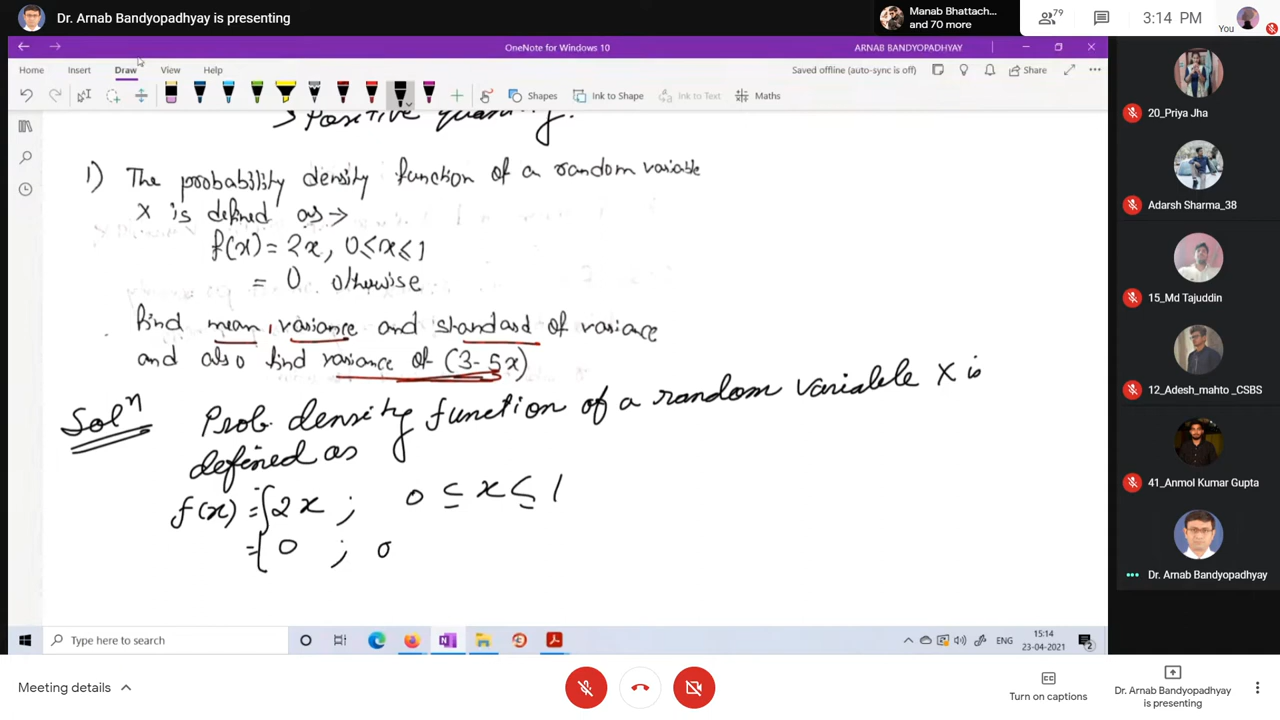 Dr. Arnab Bandyopadhyay is presenting
Manab Bhattach...
and 70 more
79
3:14 PM
You
OneNote for Windows 10
ARNAB BANDYOPADHYAY
Home Insert Draw View Help
Saved offline (auto-sync is off)
Share
Shapes
Ink to Shape
Ink to Text
Maths
Positive quantity.
1) The probability density function of a random variable
X is defined as→
f(x) = 2x, 0≤x≤1
= 0 otherwise
find mean, variance and standard of variance
and also find variance of (3-5x)
Solⁿ Prob. density function of a random variable X is
defined as
f(x) = { 2x ; 0 ≤ x ≤ 1
= { 0 ; o
20_Priya Jha
Adarsh Sharma_38
15_Md Tajuddin
12_Adesh_mahto _CSBS
41_Anmol Kumar Gupta
Dr. Arnab Bandyopadhyay
Type here to search
ENG
15:14
23-04-2021
2
Meeting details
Turn on captions
Dr. Arnab Bandyopadhyay
is presenting